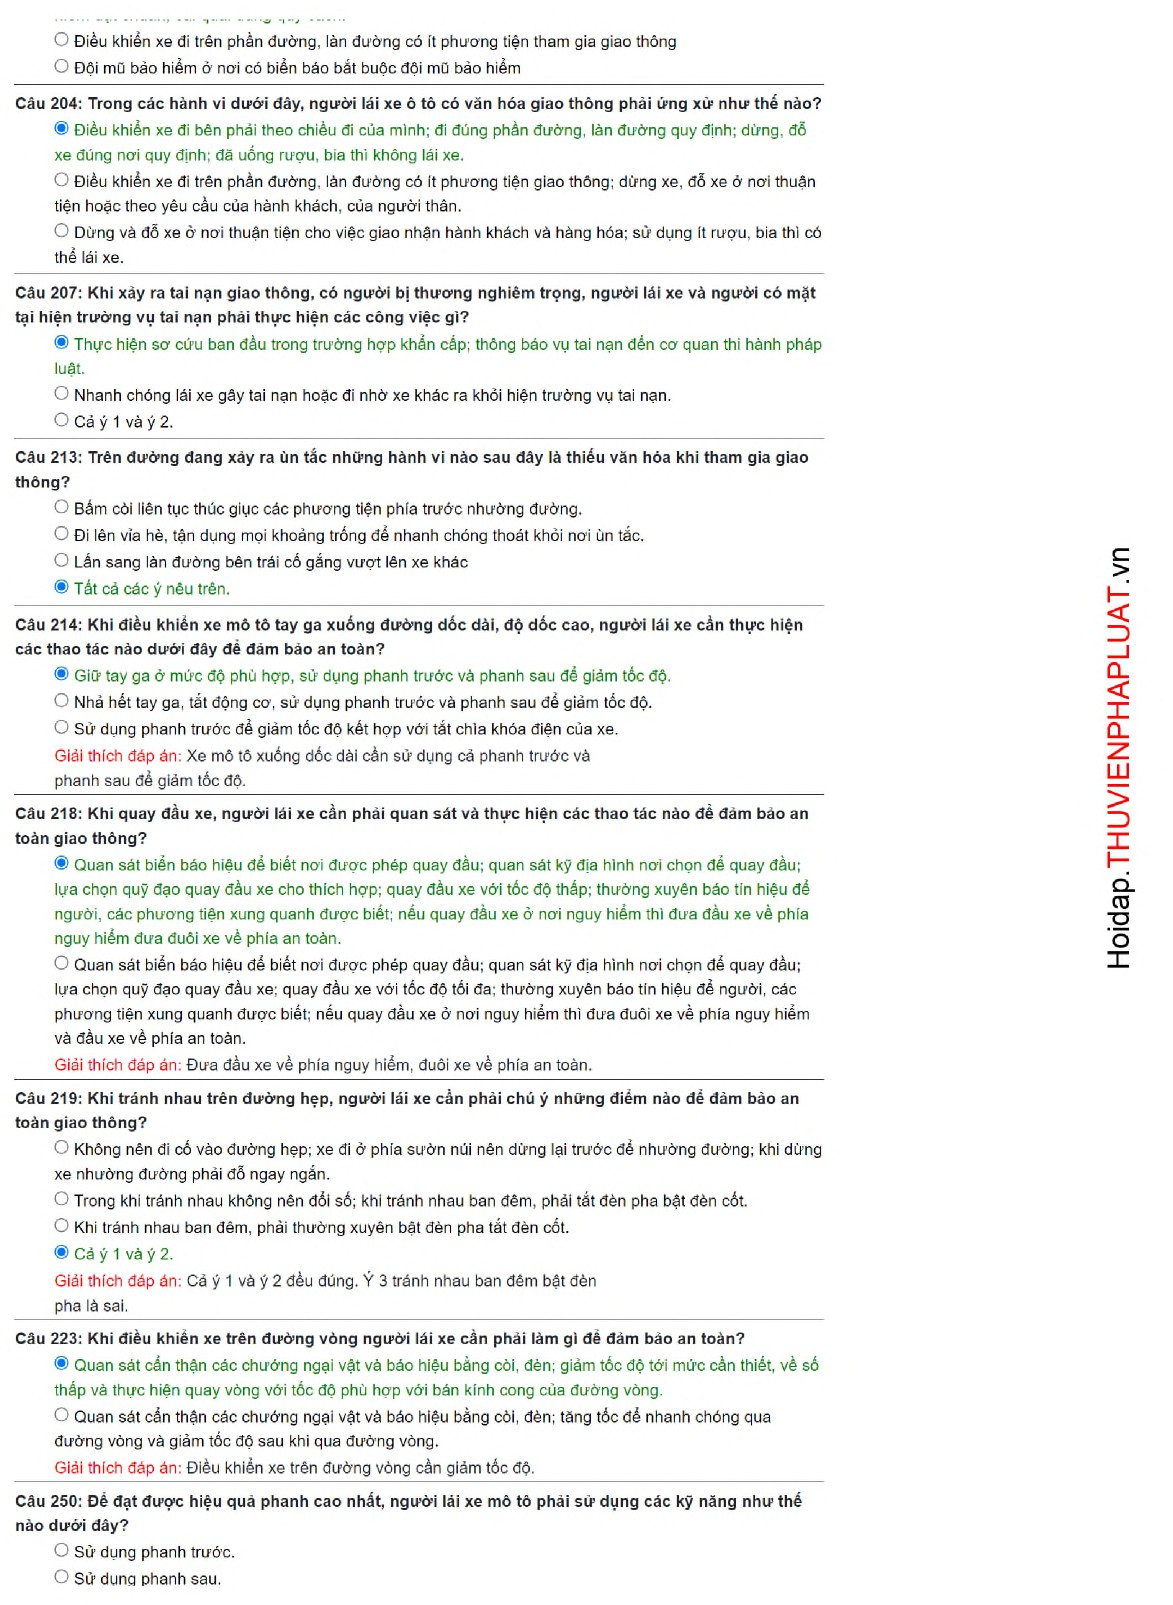 Điều khiển xe đi trên phần đường, làn đường có ít phương tiện tham gia giao thông
Đội mũ bảo hiểm ở nơi có biển báo bắt buộc đội mũ bảo hiểm
Câu 204: Trong các hành vi dưới đây, người lái xe ô tô có văn hóa giao thông phải ứng xử như thế nào?
Điều khiển xe đi bên phải theo chiều đi của mình; đi đúng phần đường, làn đường quy định; dừng, đỗ
xe đúng nơi quy định; đã uống rượu, bia thì không lái xe.
Điều khiển xe đi trên phần đường, làn đường có ít phương tiện giao thông; dừng xe, đỗ xe ở nơi thuận
tiện hoặc theo yêu cầu của hành khách, của người thân.
Dừng và đỗ xe ở nơi thuận tiện cho việc giao nhận hành khách và hàng hóa; sử dụng ít rượu, bia thì có
thể lái xe.
Câu 207: Khi xảy ra tai nạn giao thông, có người bị thương nghiêm trọng, người lái xe và người có mặt
tại hiện trường vụ tai nạn phải thực hiện các công việc gì?
Thực hiện sơ cứu ban đầu trong trường hợp khẩn cấp; thông báo vụ tai nạn đến cơ quan thi hành pháp
luật.
Nhanh chóng lái xe gây tai nạn hoặc đi nhờ xe khác ra khỏi hiện trường vụ tai nạn.
Cả ý 1 và ý 2.
Câu 213: Trên đường đang xảy ra ùn tắc những hành vi nào sau đây là thiếu văn hóa khi tham gia giao
thông?
Bấm còi liên tục thúc giục các phương tiện phía trước nhường đường.
Đi lên vỉa hè, tận dụng mọi khoảng trống để nhanh chóng thoát khỏi nơi ùn tắc.
Lấn sang làn đường bên trái cố gắng vượt lên xe khác
Tất cả các ý nêu trên.
Câu 214: Khi điều khiển xe mô tô tay ga xuống đường dốc dài, độ dốc cao, người lái xe cần thực hiện
các thao tác nào dưới đây để đảm bảo an toàn?
Giữ tay ga ở mức độ phù hợp, sử dụng phanh trước và phanh sau để giảm tốc độ.
Nhả hết tay ga, tắt động cơ, sử dụng phanh trước và phanh sau để giảm tốc độ.
Sử dụng phanh trước để giảm tốc độ kết hợp với tắt chìa khóa điện của xe.
Giải thích đáp án: Xe mô tô xuống dốc dài cần sử dụng cả phanh trước và
phanh sau để giảm tốc độ.
Câu 218: Khi quay đầu xe, người lái xe cần phải quan sát và thực hiện các thao tác nào để đảm bảo an
toàn giao thông?
Quan sát biển báo hiệu để biết nơi được phép quay đầu; quan sát kỹ địa hình nơi chọn để quay đầu;
lựa chọn quỹ đạo quay đầu xe cho thích hợp; quay đầu xe với tốc độ thấp; thường xuyên báo tín hiệu để
người, các phương tiện xung quanh được biết; nếu quay đầu xe ở nơi nguy hiểm thì đưa đầu xe về phía
nguy hiểm đưa đuôi xe về phía an toàn.
Quan sát biển báo hiệu để biết nơi được phép quay đầu; quan sát kỹ địa hình nơi chọn để quay đầu;
lựa chọn quỹ đạo quay đầu xe; quay đầu xe với tốc độ tối đa; thường xuyên báo tín hiệu để người, các
phương tiện xung quanh được biết; nếu quay đầu xe ở nơi nguy hiểm thì đưa đuôi xe về phía nguy hiểm
và đầu xe về phía an toàn.
Giải thích đáp án: Đưa đầu xe về phía nguy hiểm, đuôi xe về phía an toàn.
Câu 219: Khi tránh nhau trên đường hẹp, người lái xe cần phải chú ý những điểm nào để đảm bảo an
toàn giao thông?
Không nên đi cố vào đường hẹp; xe đi ở phía sườn núi nên dừng lại trước để nhường đường; khi dừng
xe nhường đường phải đỗ ngay ngắn.
Trong khi tránh nhau không nên đổi số; khi tránh nhau ban đêm, phải tắt đèn pha bật đèn cốt.
Khi tránh nhau ban đêm, phải thường xuyên bật đèn pha tắt đèn cốt.
Cả ý 1 và ý 2.
Giải thích đáp án: Cả ý 1 và ý 2 đều đúng. Ý 3 tránh nhau ban đêm bật đèn
pha là sai.
Câu 223: Khi điều khiển xe trên đường vòng người lái xe cần phải làm gì để đảm bảo an toàn?
Quan sát cẩn thận các chướng ngại vật và báo hiệu bằng còi, đèn; giảm tốc độ tới mức cần thiết, về số
thấp và thực hiện quay vòng với tốc độ phù hợp với bán kính cong của đường vòng.
Quan sát cẩn thận các chướng ngại vật và báo hiệu bằng còi, đèn; tăng tốc để nhanh chóng qua
đường vòng và giảm tốc độ sau khi qua đường vòng.
Giải thích đáp án: Điều khiển xe trên đường vòng cần giảm tốc độ.
Câu 250: Để đạt được hiệu quả phanh cao nhất, người lái xe mô tô phải sử dụng các kỹ năng như thế
nào dưới đây?
Sử dụng phanh trước.
Sử dụng phanh sau.
Hoidap.THUVIENPHAPLUAT.vn